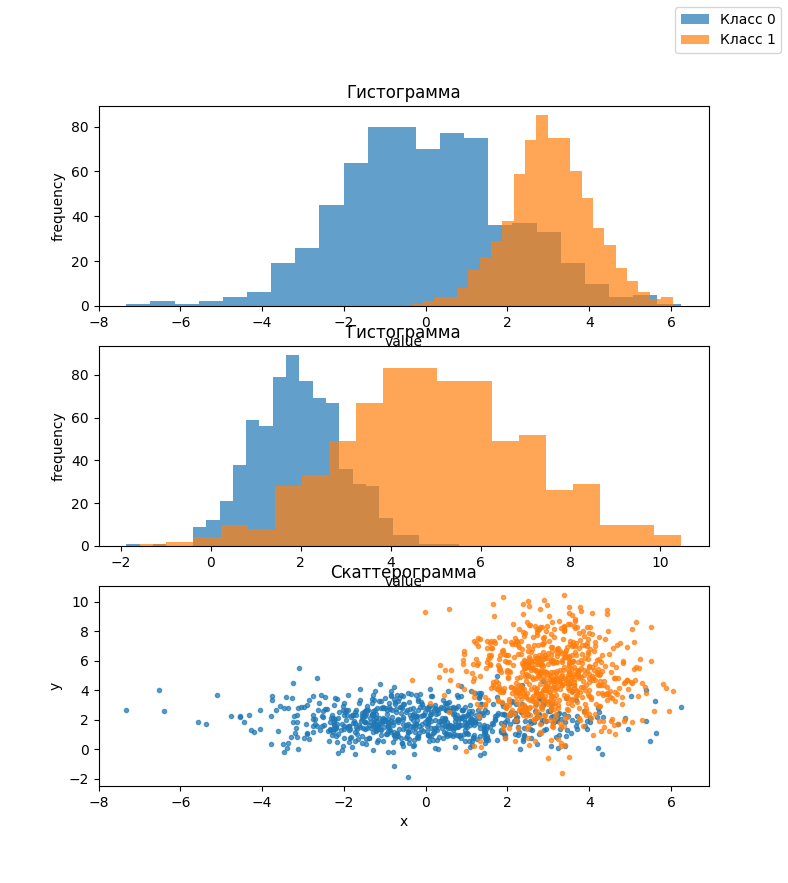 Класс 0
Класс 1
Гистограмма
frequency
80
60
40
20
0
−8 −6 −4 −2 0 2 4 6
value
Гистограмма
frequency
80
60
40
20
0
−2 0 2 4 6 8 10
value
Скаттерограмма
y
10
8
6
4
2
0
−2
−8 −6 −4 −2 0 2 4 6
x